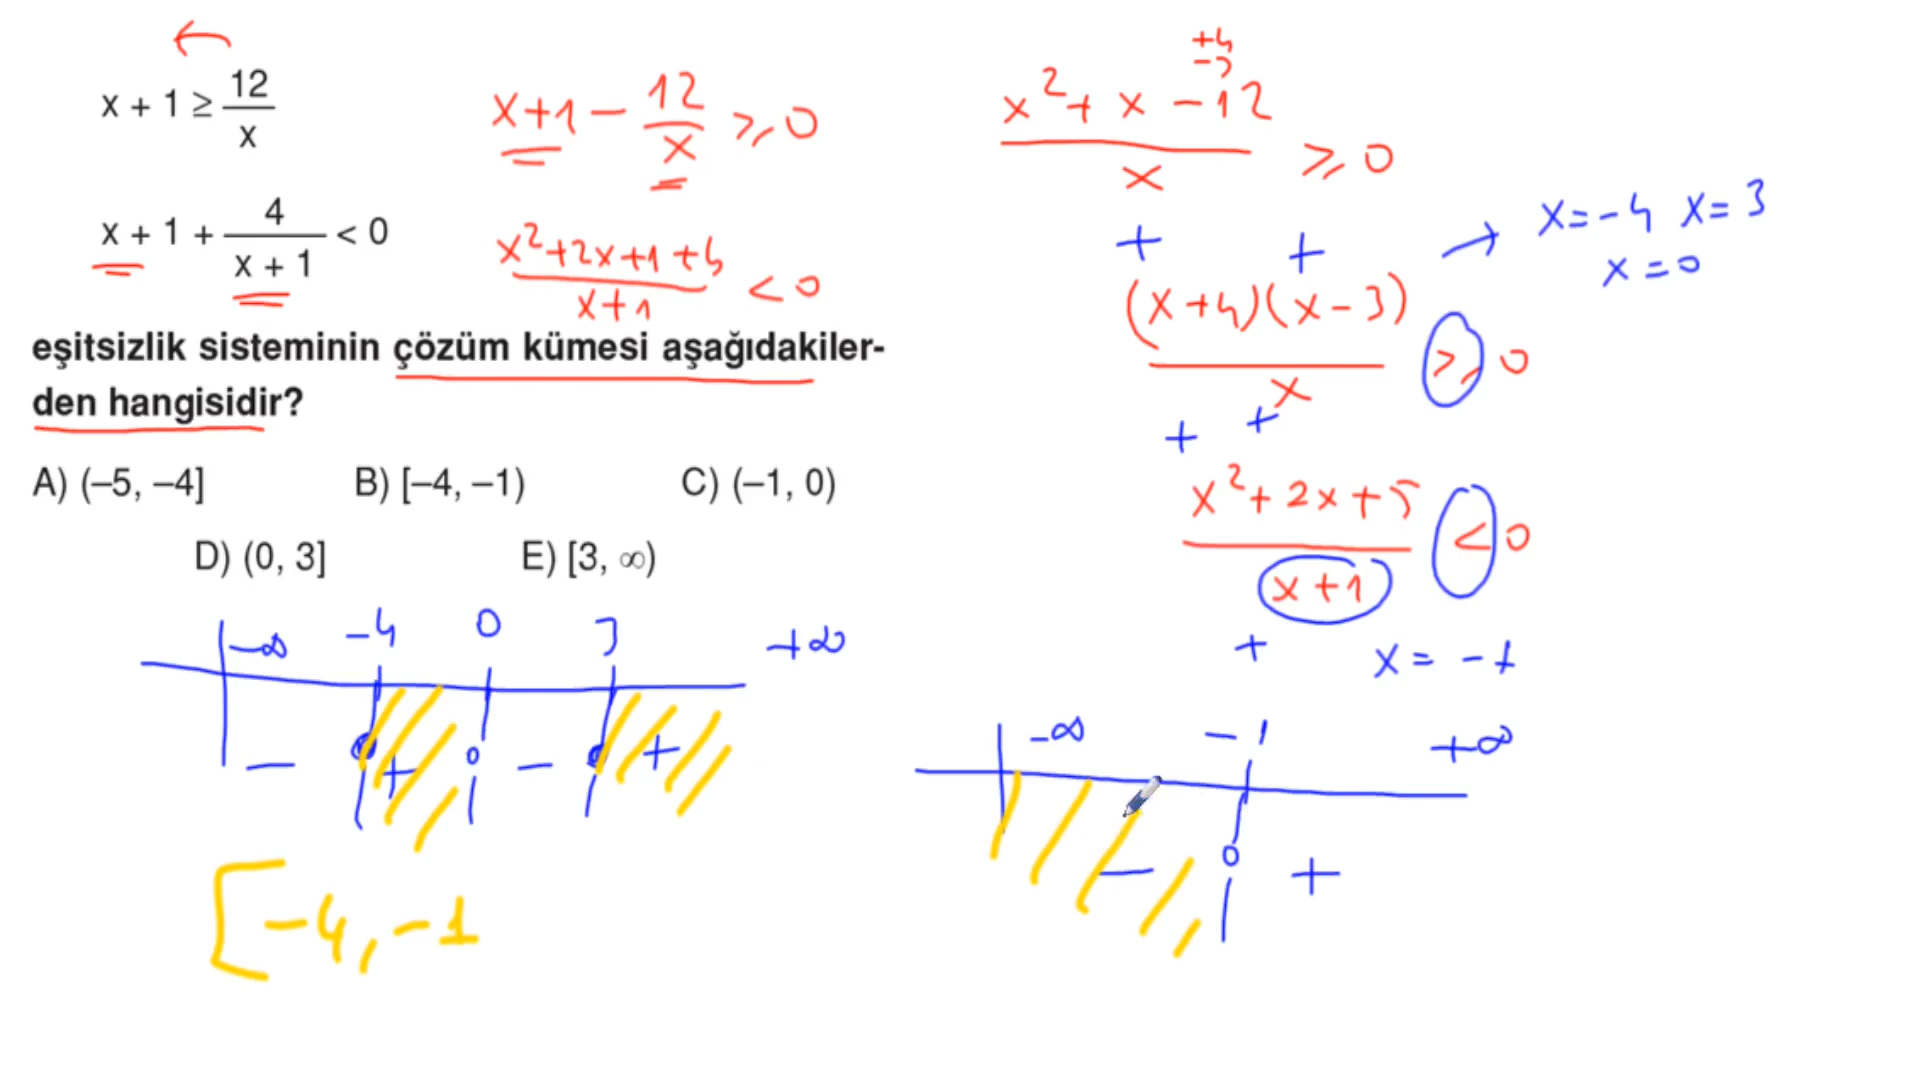 x + 1 ≥ 12/x
x + 1 + 4/(x + 1) < 0
eşitsizlik sisteminin çözüm kümesi aşağıdakiler-
den hangisidir?
A) (–5, –4]
B) [–4, –1)
C) (–1, 0)
D) (0, 3]
E) [3, ∞)
x+1 – 12/x ≥ 0
(x²+2x+1+4)/(x+1) < 0
+4
-3
(x² + x – 12)/x ≥ 0
+ +
→ x=-4 x=3
x=0
(x+4)(x-3)/x ≥ 0
+ +
(x² + 2x + 5)/(x+1) < 0
+ x = -1
-∞ -4 0 3 +∞
– + – +
-∞ -1 +∞
– +
[-4, -1